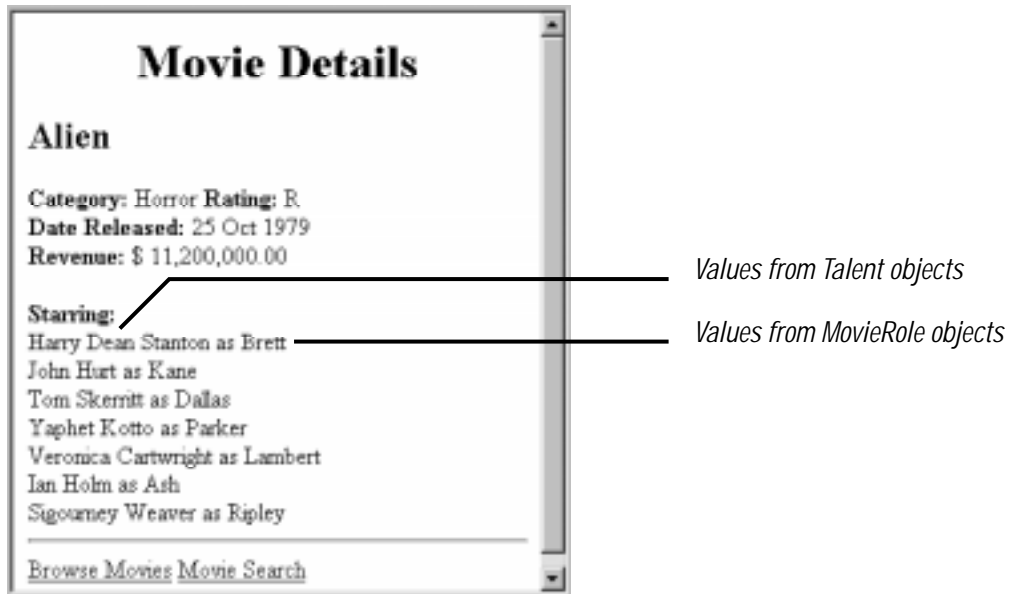 Movie Details
Alien
Category: Horror Rating: R
Date Released: 25 Oct 1979
Revenue: $ 11,200,000.00
Starring:
Harry Dean Stanton as Brett
John Hurt as Kane
Tom Skerritt as Dallas
Yaphet Kotto as Parker
Veronica Cartwright as Lambert
Ian Holm as Ash
Sigourney Weaver as Ripley
Browse Movies Movie Search
Values from Talent objects
Values from MovieRole objects